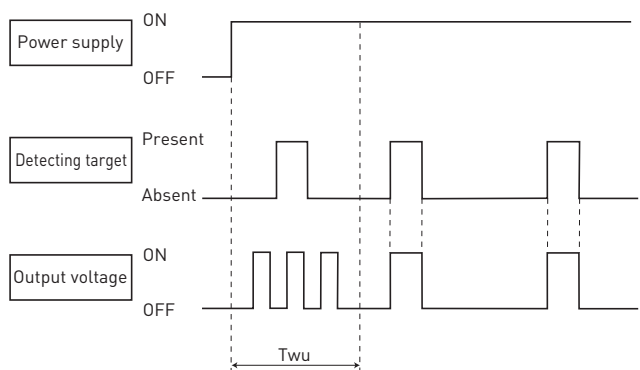 Power supply
ON
OFF
Detecting target
Present
Absent
Output voltage
ON
OFF
Twu